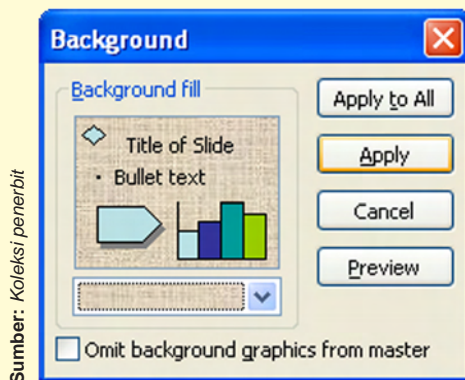 Background
Background fill
Title of Slide
• Bullet text
Apply to All
Apply
Cancel
Preview
Omit background graphics from master
Sumber: Koleksi penerbit